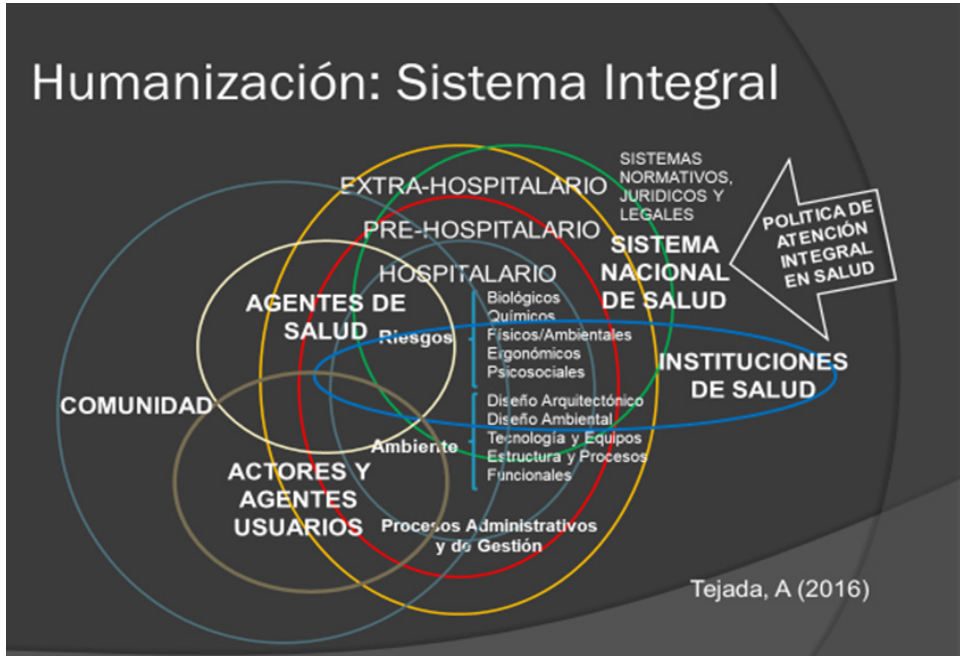 Humanización: Sistema Integral
EXTRA-HOSPITALARIO
PRE-HOSPITALARIO
HOSPITALARIO
SISTEMAS
NORMATIVOS,
JURIDICOS Y
LEGALES
SISTEMA
NACIONAL
DE SALUD
POLITICA DE
ATENCIÓN
INTEGRAL
EN SALUD
AGENTES DE
SALUD
Riesgos
Biológicos
Químicos
Físicos/Ambientales
Ergonómicos
Psicosociales
INSTITUCIONES
DE SALUD
COMUNIDAD
Ambiente
Diseño Arquitectónico
Diseño Ambiental
Tecnología y Equipos
Estructura y Procesos
Funcionales
ACTORES Y
AGENTES
USUARIOS
Procesos Administrativos
y de Gestión
Tejada, A (2016)